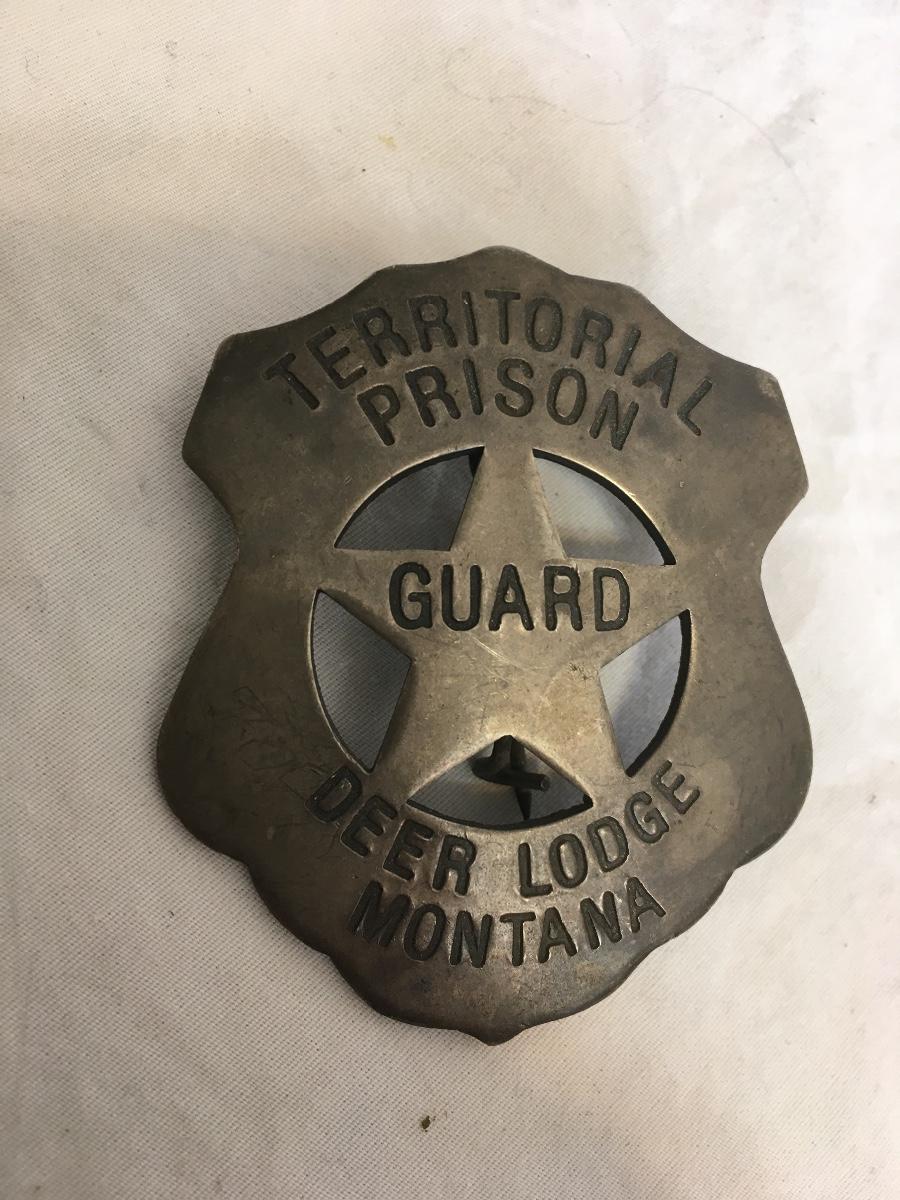 TERRITORIAL
PRISON
GUARD
DEER LODGE
MONTANA